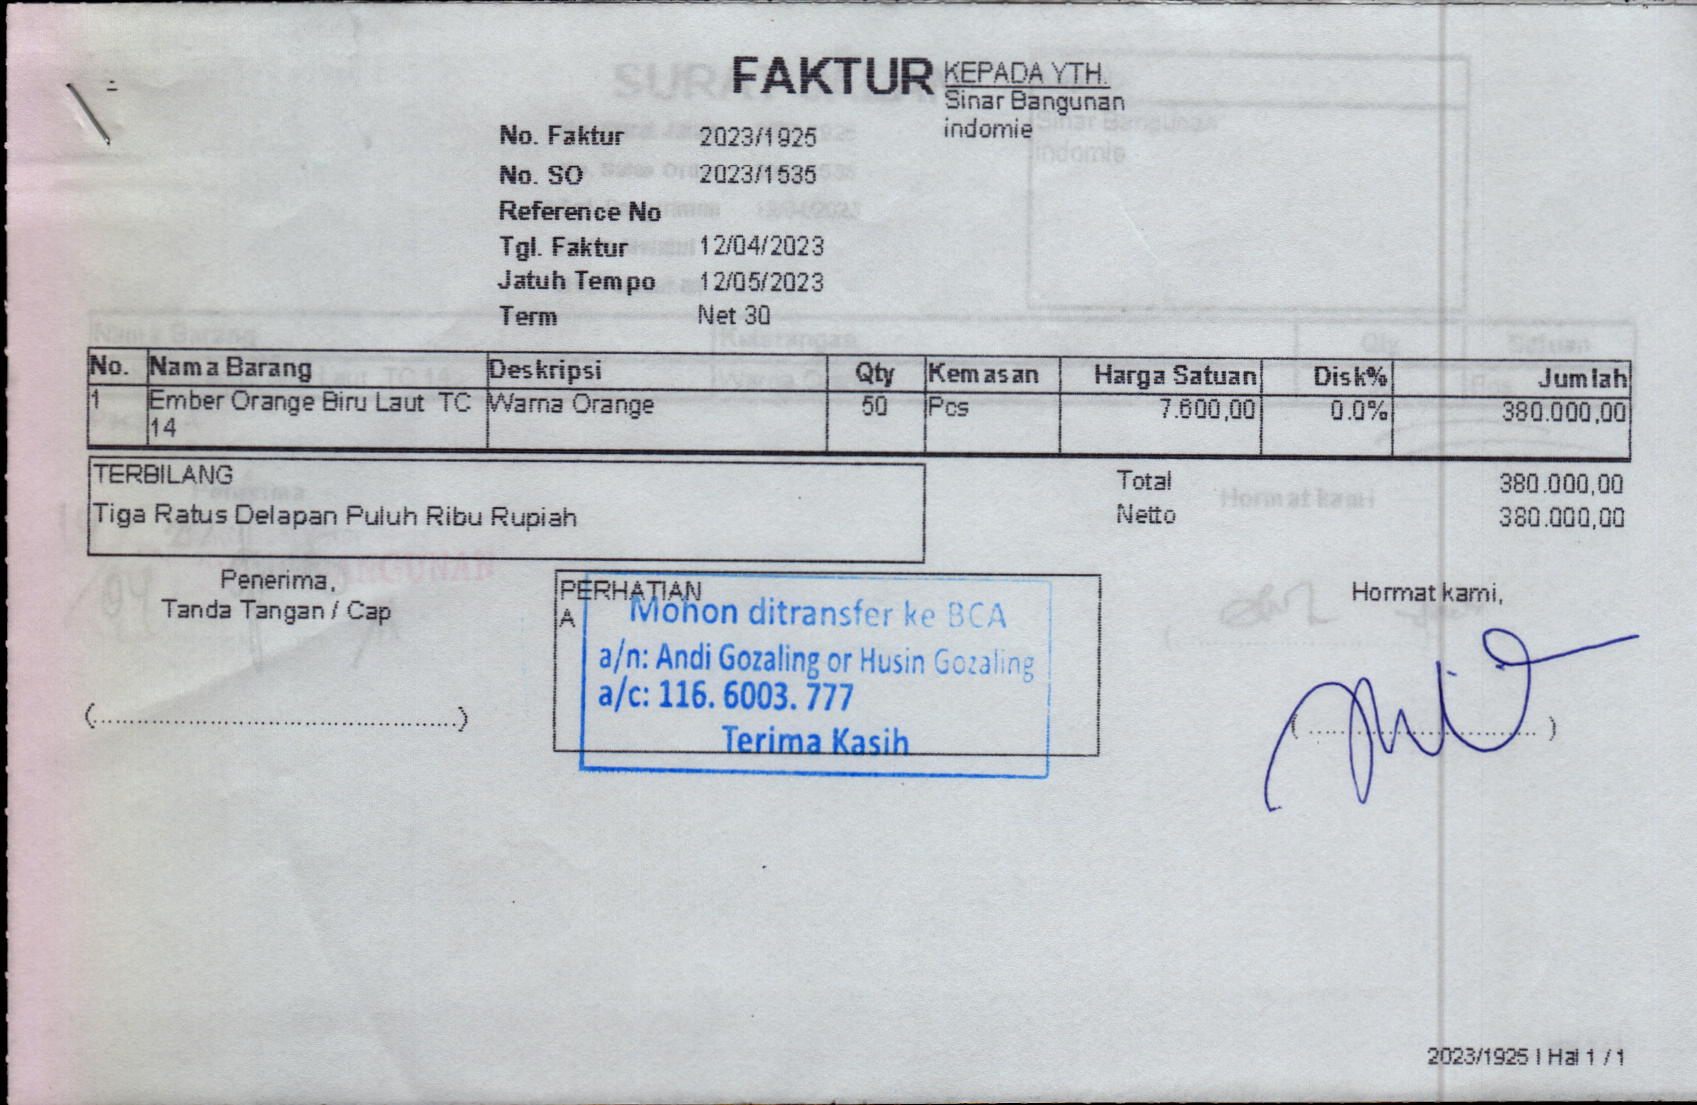 FAKTUR
KEPADA YTH.
Sinar Bangunan
indomie
No. Faktur 2023/1925
No. SO 2023/1535
Reference No
Tgl. Faktur 12/04/2023
Jatuh Tempo 12/05/2023
Term Net 30
No. Nama Barang Deskripsi Qty Kemasan Harga Satuan Disk% Jumlah
1 Ember Orange Biru Laut TC Warna Orange 50 Pcs 7.600,00 0.0% 380.000,00
14
TERBILANG
Tiga Ratus Delapan Puluh Ribu Rupiah
Total 380.000,00
Netto 380.000,00
Penerima,
Tanda Tangan / Cap
(............................................)
PERHATIAN
A
Mohon ditransfer ke BCA
a/n: Andi Gozaling or Husin Gozaling
a/c: 116. 6003. 777
Terima Kasih
Hormat kami,
(............................)
2023/1925 | Hal 1 / 1